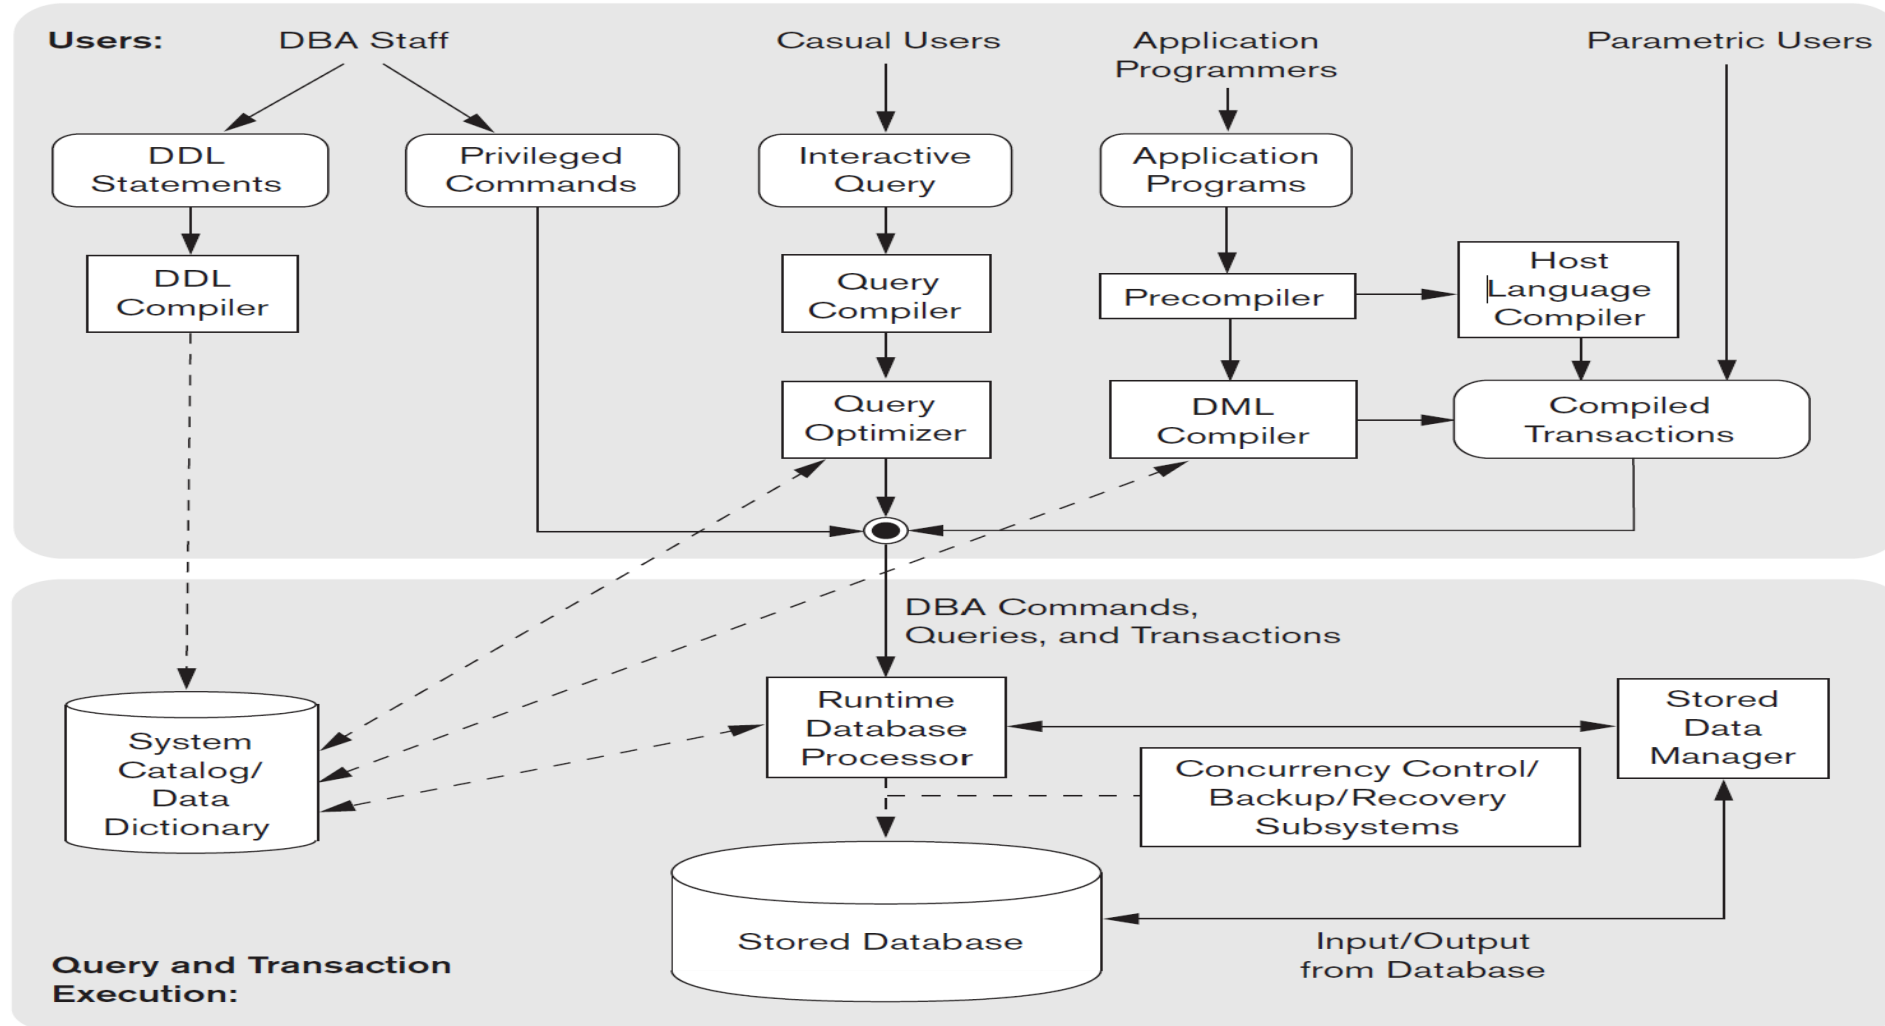 Users:
DBA Staff
Casual Users
Application
Programmers
Parametric Users
DDL
Statements
Privileged
Commands
Interactive
Query
Application
Programs
DDL
Compiler
Query
Compiler
Precompiler
Host
Language
Compiler
Query
Optimizer
DML
Compiler
Compiled
Transactions
DBA Commands,
Queries, and Transactions
System
Catalog/
Data
Dictionary
Runtime
Database
Processor
Stored
Data
Manager
Concurrency Control/
Backup/Recovery
Subsystems
Stored Database
Input/Output
from Database
Query and Transaction
Execution: